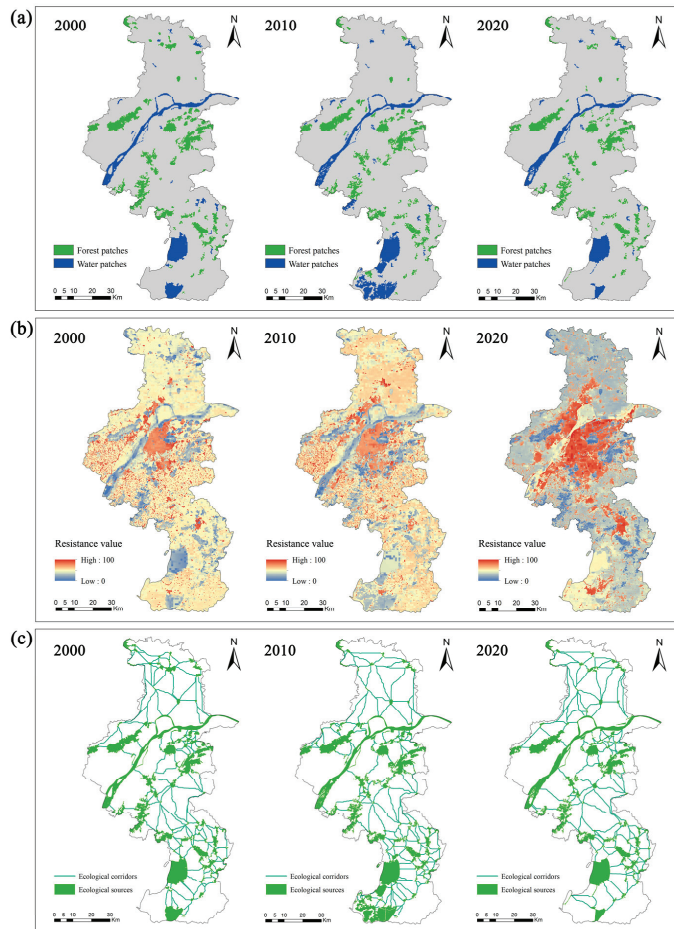 (a)
2000
N
Forest patches
Water patches
0 5 10 20 30
Km
2010
N
Forest patches
Water patches
0 5 10 20 30
Km
2020
N
Forest patches
Water patches
0 5 10 20 30
Km
(b)
2000
N
Resistance value
High : 100
Low : 0
0 5 10 20 30
Km
2010
N
Resistance value
High : 100
Low : 0
0 5 10 20 30
Km
2020
N
Resistance value
High : 100
Low : 0
0 5 10 20 30
Km
(c)
2000
N
Ecological corridors
Ecological sources
0 5 10 20 30
Km
2010
N
Ecological corridors
Ecological sources
0 5 10 20 30
Km
2020
N
Ecological corridors
Ecological sources
0 5 10 20 30
Km